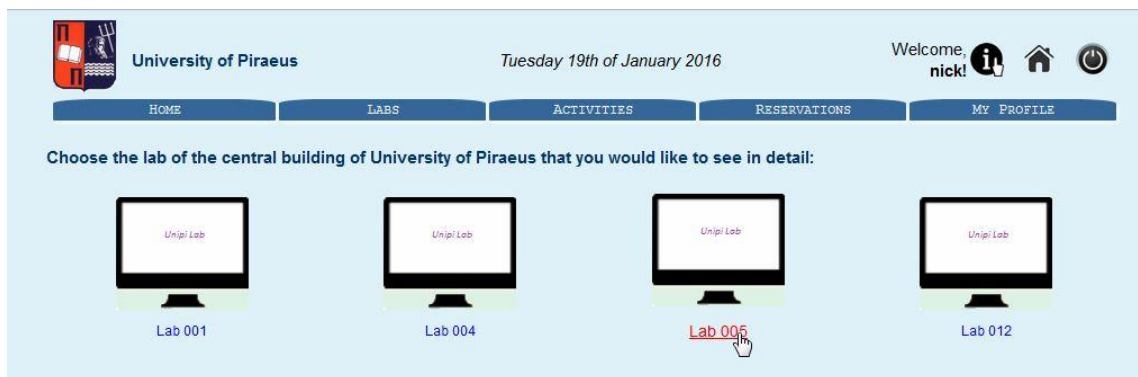 Π
Π
University of Piraeus
Tuesday 19th of January 2016
Welcome,
nick!
HOME LABS ACTIVITIES RESERVATIONS MY PROFILE
Choose the lab of the central building of University of Piraeus that you would like to see in detail:
Unipi Lab Unipi Lab Unipi Lab Unipi Lab
Lab 001 Lab 004 Lab 005 Lab 012